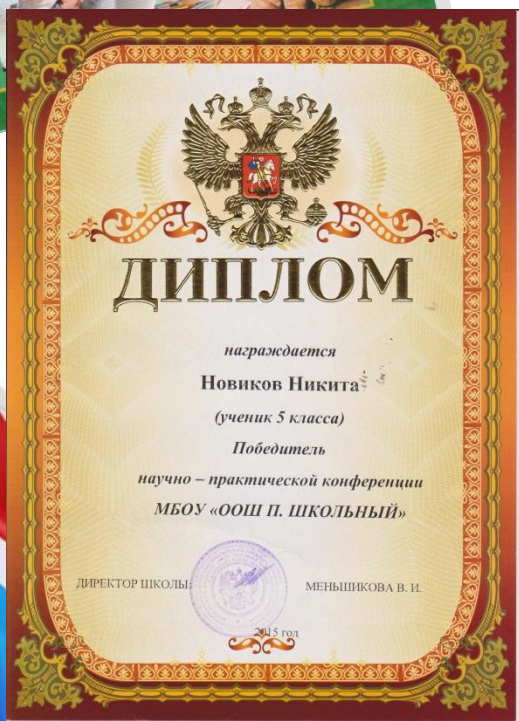 ДИПЛОМ
награждается
Новиков Никита
(ученик 5 класса)
Победитель
научно – практической конференции
МБОУ «ООШ П. ШКОЛЬНЫЙ»
ДИРЕКТОР ШКОЛЫ: МЕНЬШИКОВА В. И.
2015 год